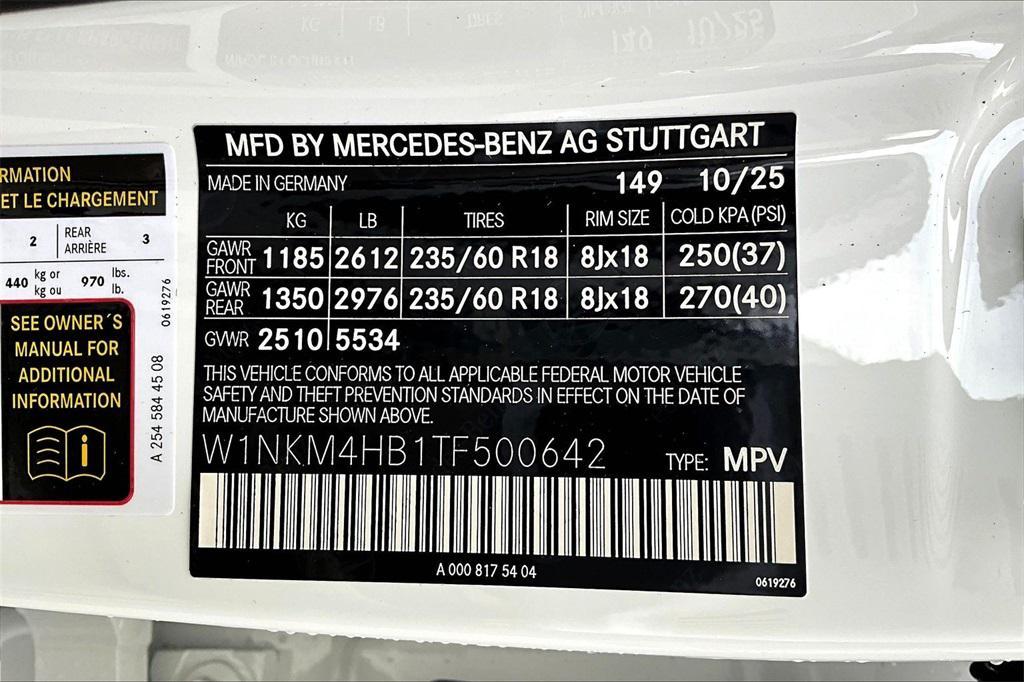 RMATION
ET LE CHARGEMENT
2 REAR ARRIÈRE 3
440 kg or kg ou 970 lbs. lb.
SEE OWNER´S
MANUAL FOR
ADDITIONAL
INFORMATION
i
A 254 584 45 08
0619276
MFD BY MERCEDES-BENZ AG STUTTGART
MADE IN GERMANY 149 10/25
KG LB TIRES RIM SIZE COLD KPA (PSI)
GAWR FRONT 1185 2612 235/60 R18 8Jx18 250(37)
GAWR REAR 1350 2976 235/60 R18 8Jx18 270(40)
GVWR 2510 5534
THIS VEHICLE CONFORMS TO ALL APPLICABLE FEDERAL MOTOR VEHICLE
SAFETY AND THEFT PREVENTION STANDARDS IN EFFECT ON THE DATE OF
MANUFACTURE SHOWN ABOVE.
W1NKM4HB1TF500642 TYPE: MPV
A 000 817 54 04
0619276